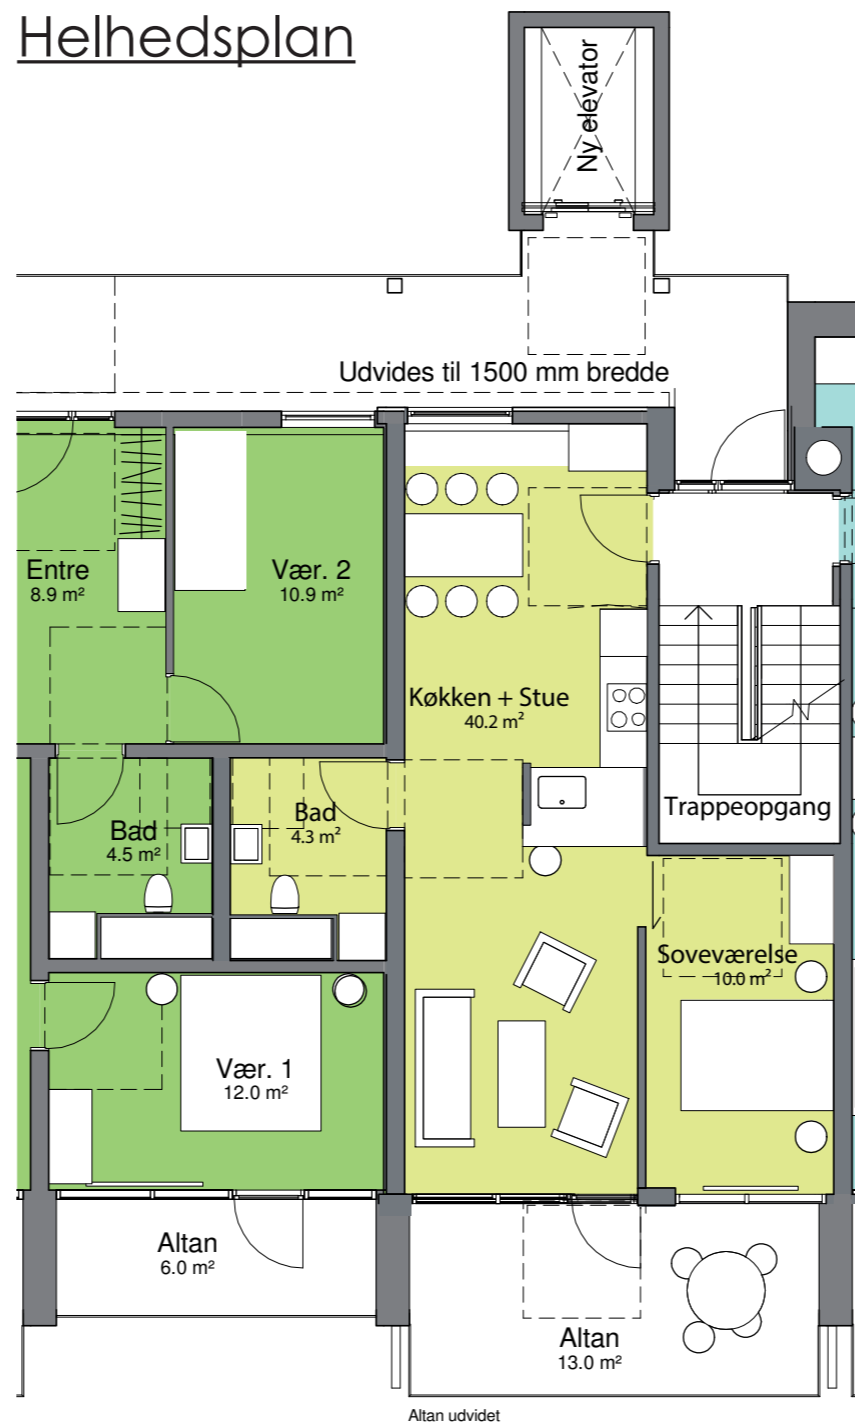 Helhedsplan
Ny elevator
Udvides til 1500 mm bredde
Entre
8.9 m²
Vær. 2
10.9 m²
Køkken + Stue
40.2 m²
Trappeopgang
Bad
4.5 m²
Bad
4.3 m²
Soveværelse
10.0 m²
Vær. 1
12.0 m²
Altan
6.0 m²
Altan
13.0 m²
Altan udvidet